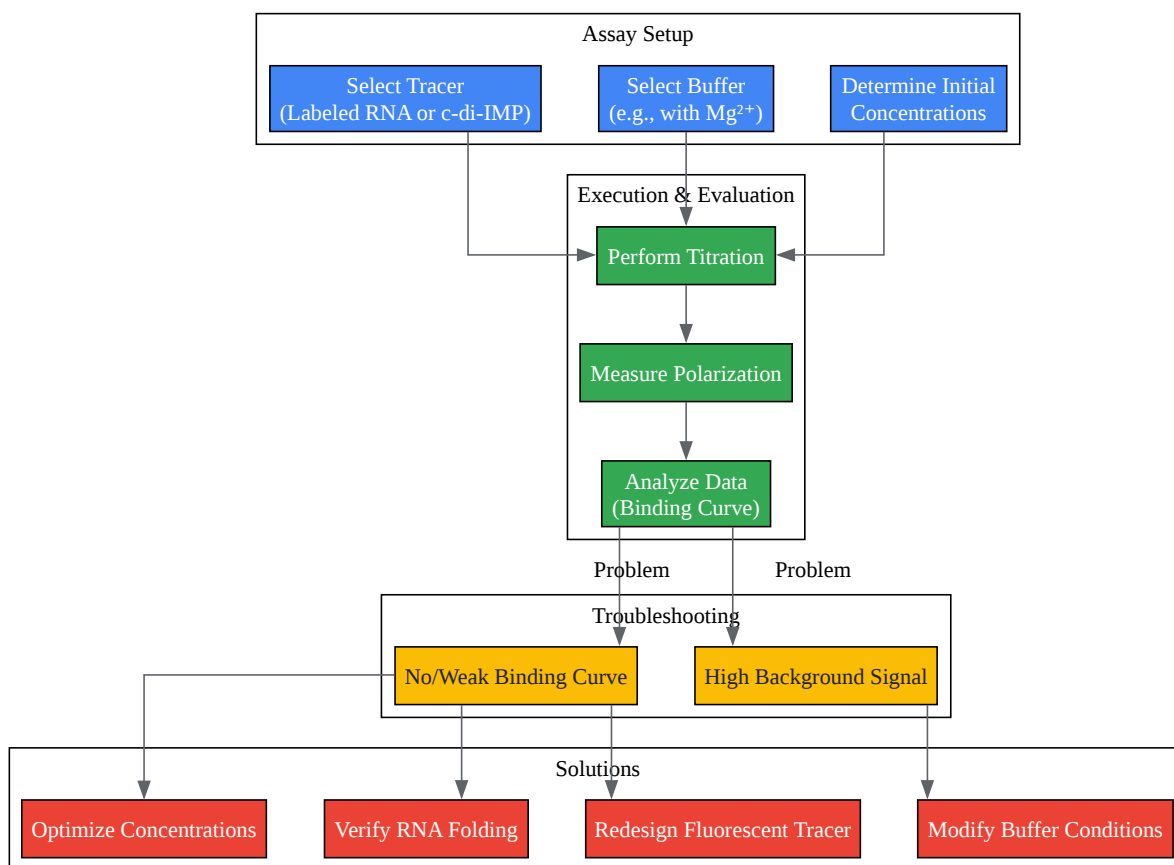 Assay Setup
Select Tracer
(Labeled RNA or c-di-IMP)
Select Buffer
(e.g., with Mg²⁺)
Determine Initial
Concentrations
Execution & Evaluation
Perform Titration
Measure Polarization
Analyze Data
(Binding Curve)
Problem
Problem
Troubleshooting
No/Weak Binding Curve
High Background Signal
Solutions
Optimize Concentrations
Verify RNA Folding
Redesign Fluorescent Tracer
Modify Buffer Conditions